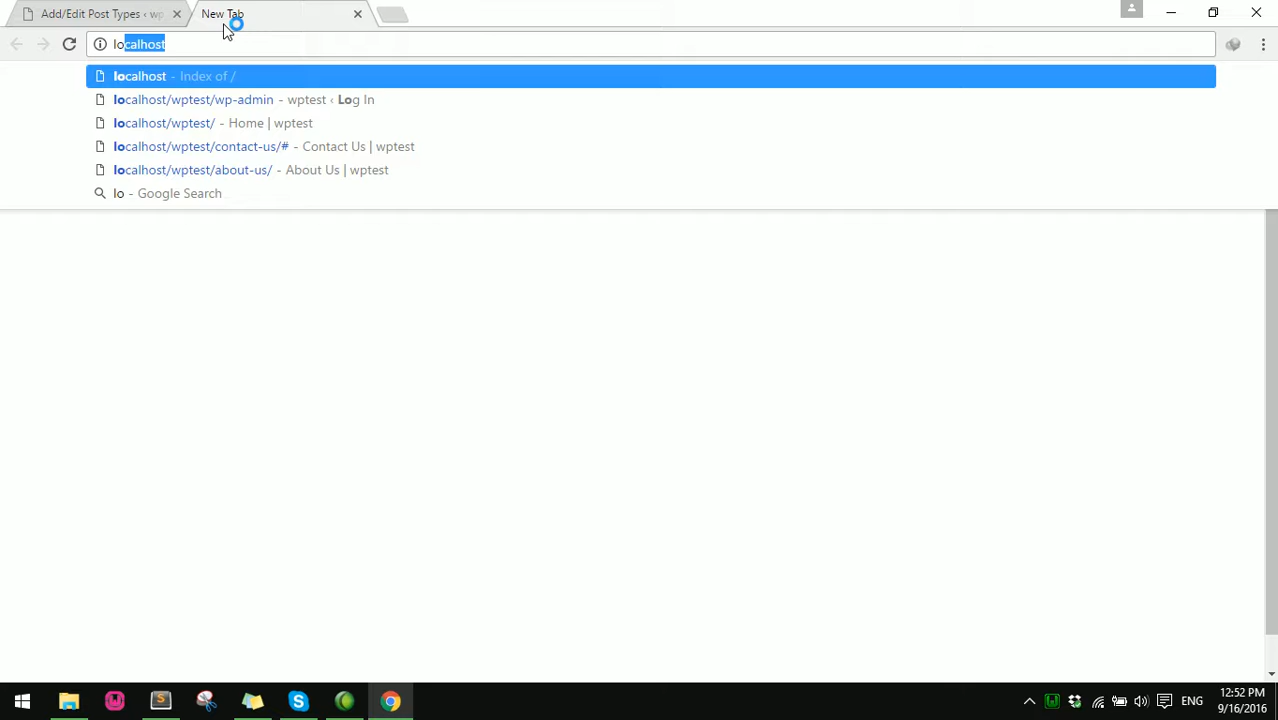 Add/Edit Post Types ‹ wp
New Tab
localhost
localhost - Index of /
localhost/wptest/wp-admin - wptest ‹ Log In
localhost/wptest/ - Home | wptest
localhost/wptest/contact-us/# - Contact Us | wptest
localhost/wptest/about-us/ - About Us | wptest
lo - Google Search
ENG
12:52 PM
9/16/2016